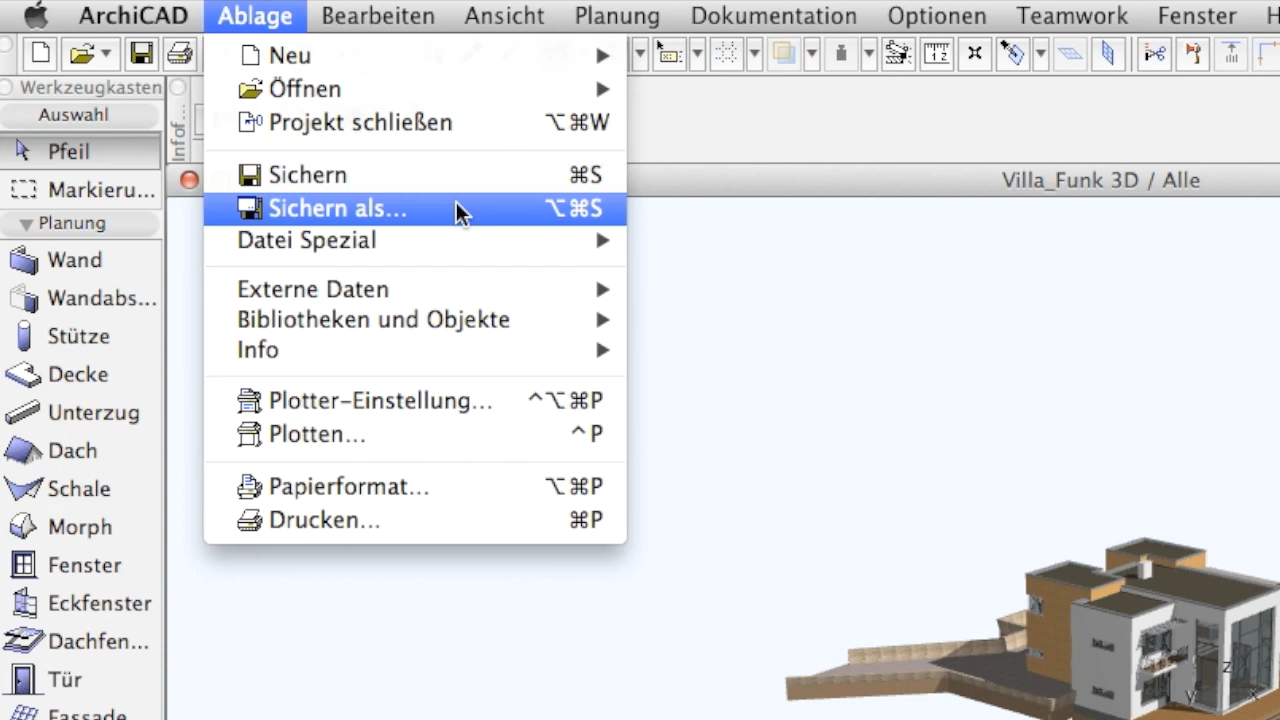 ArchiCAD Ablage Bearbeiten Ansicht Planung Dokumentation Optionen Teamwork Fenster H
Werkzeugkasten
Auswahl
Pfeil
Markieru...
Planung
Wand
Wandabs...
Stütze
Decke
Unterzug
Dach
Schale
Morph
Fenster
Eckfenster
Dachfen...
Tür
Fassade
Infof...
Neu
Öffnen
Projekt schließen ⌥⌘W
Sichern ⌘S
Sichern als... ⌥⌘S
Datei Spezial
Externe Daten
Bibliotheken und Objekte
Info
Plotter-Einstellung... ^⌥⌘P
Plotten... ^P
Papierformat... ⌥⌘P
Drucken... ⌘P
Villa_Funk 3D / Alle